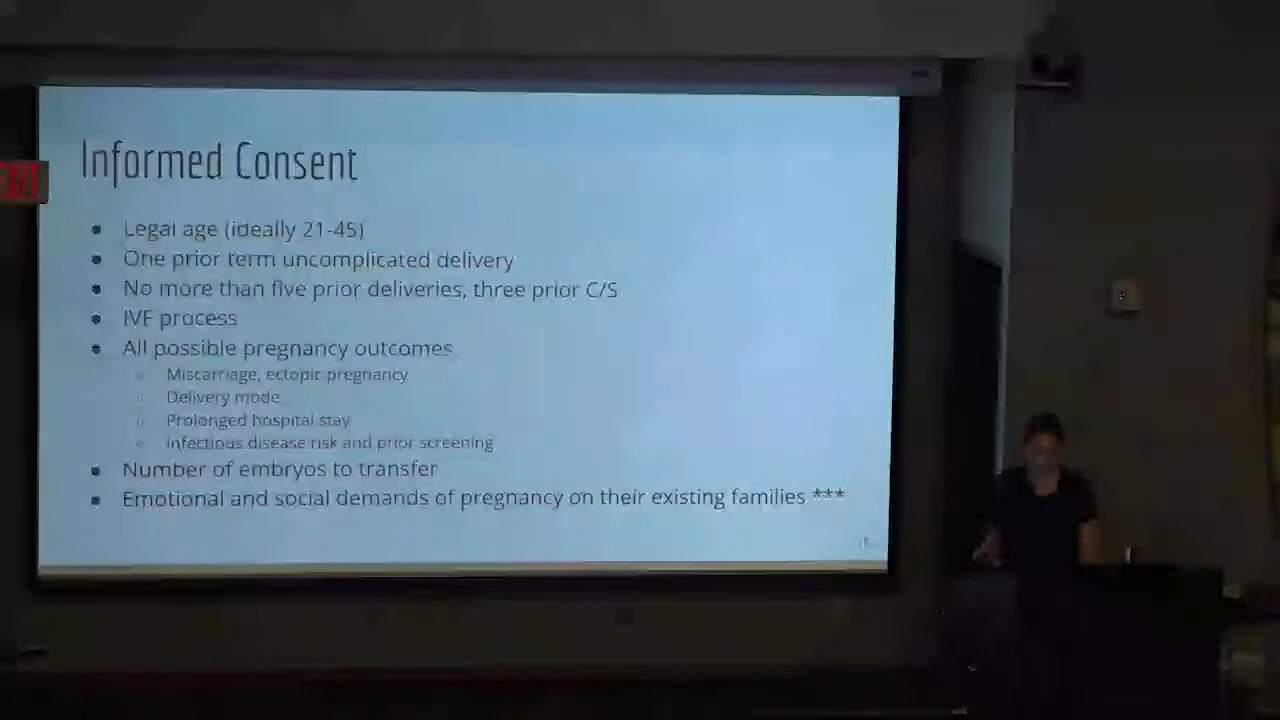 EXIT
Informed Consent
● Legal age (ideally 21-45)
● One prior term uncomplicated delivery
● No more than five prior deliveries, three prior C/S
● IVF process
● All possible pregnancy outcomes
○ Miscarriage, ectopic pregnancy
○ Delivery mode
○ Prolonged hospital stay
○ Infectious disease risk and prior screening
● Number of embryos to transfer
● Emotional and social demands of pregnancy on their existing families ***